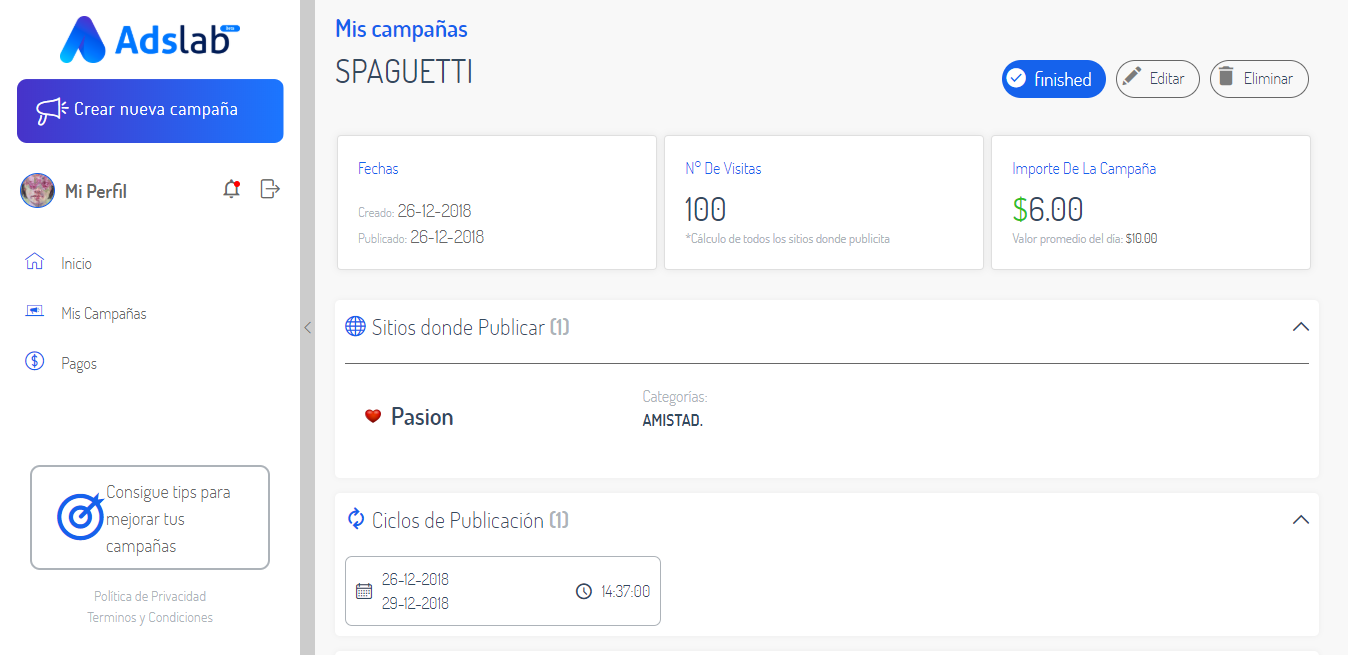 Adslab
Beta
Crear nueva campaña
Mi Perfil
Inicio
Mis Campañas
Pagos
Consigue tips para
mejorar tus
campañas
Política de Privacidad
Terminos y Condiciones
Mis campañas
SPAGUETTI
finished
Editar
Eliminar
Fechas
Creado: 26-12-2018
Publicado: 26-12-2018
N° De Visitas
100
*Cálculo de todos los sitios donde publicita
Importe De La Campaña
$6.00
Valor promedio del día: $10.00
Sitios donde Publicar (1)
Pasion
Categorías:
AMISTAD.
Ciclos de Publicación (1)
26-12-2018
29-12-2018
14:37:00